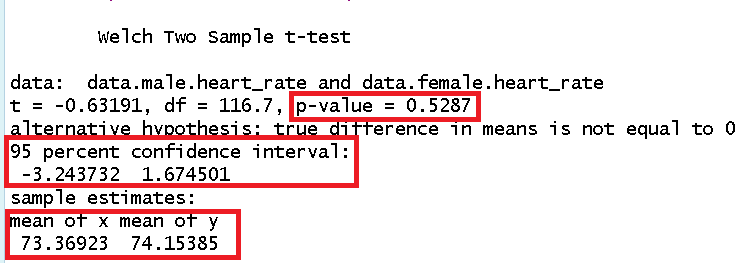 Welch Two Sample t-test
data:  data.male.heart_rate and data.female.heart_rate
t = -0.63191, df = 116.7, p-value = 0.5287
alternative hypothesis: true difference in means is not equal to 0
95 percent confidence interval:
 -3.243732  1.674501
sample estimates:
mean of x mean of y
 73.36923  74.15385